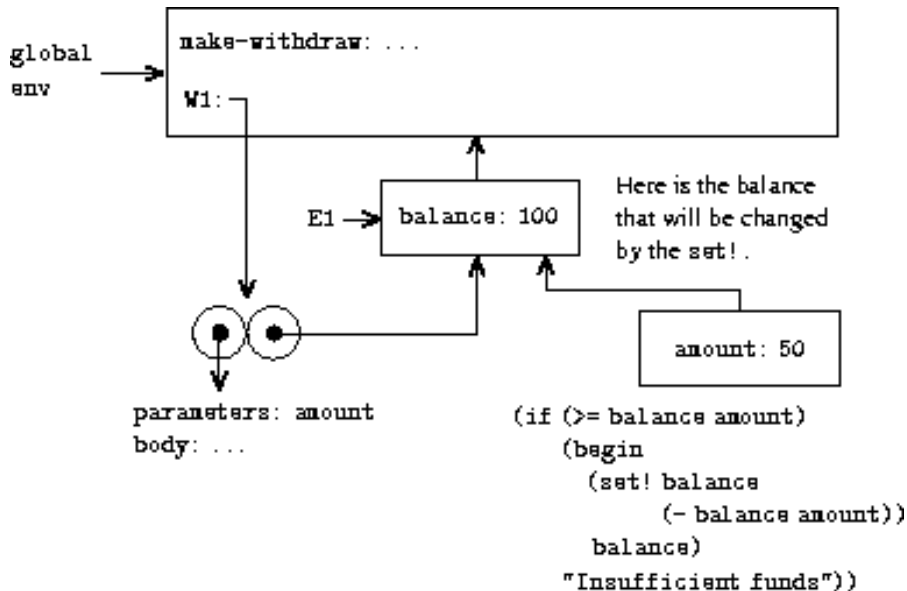 make-withdraw: ...
global
env
W1:
E1
balance: 100
Here is the balance
that will be changed
by the set!.
amount: 50
parameters: amount
body: ...
(if (>= balance amount)
(begin
(set! balance
(- balance amount))
balance)
"Insufficient funds"))